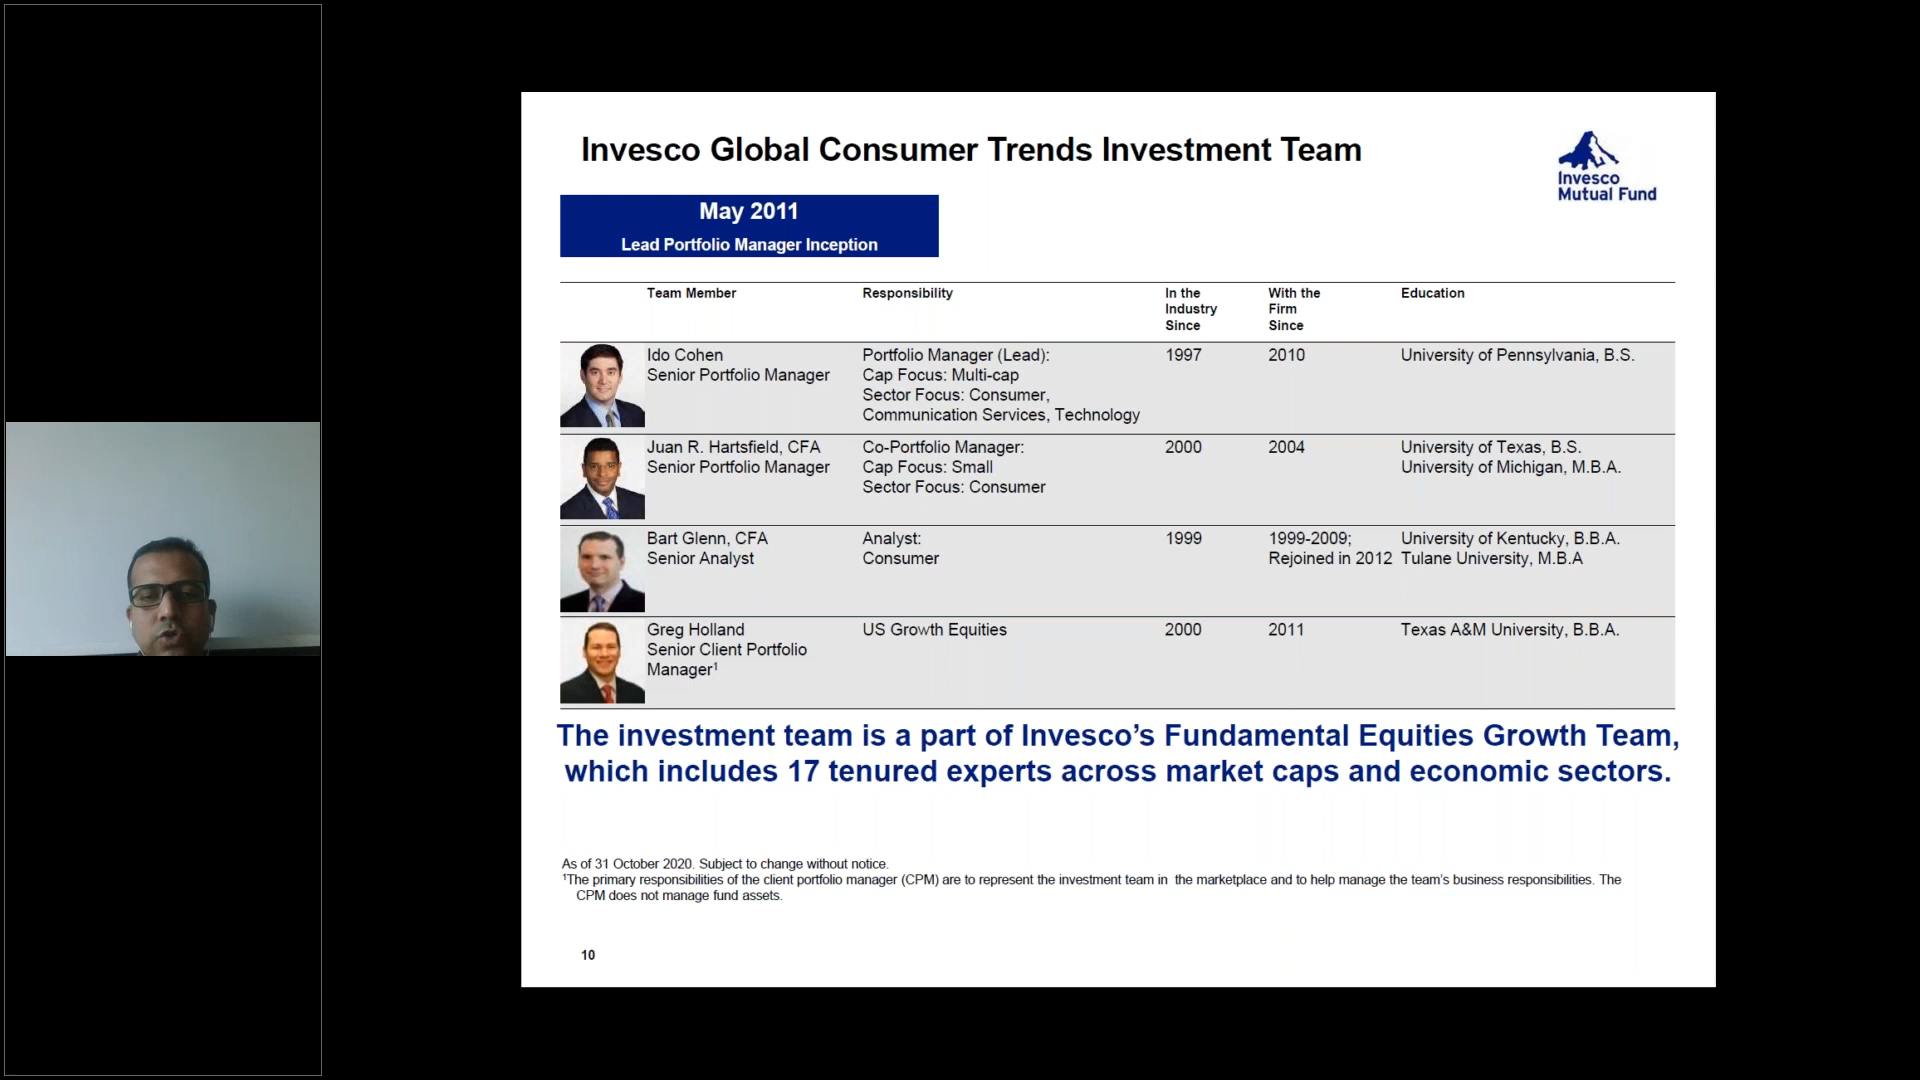 Invesco Global Consumer Trends Investment Team
Invesco
Mutual Fund
May 2011
Lead Portfolio Manager Inception
Team Member
Responsibility
In the
Industry
Since
With the
Firm
Since
Education
Ido Cohen
Senior Portfolio Manager
Portfolio Manager (Lead):
Cap Focus: Multi-cap
Sector Focus: Consumer,
Communication Services, Technology
1997
2010
University of Pennsylvania, B.S.
Juan R. Hartsfield, CFA
Senior Portfolio Manager
Co-Portfolio Manager:
Cap Focus: Small
Sector Focus: Consumer
2000
2004
University of Texas, B.S.
University of Michigan, M.B.A.
Bart Glenn, CFA
Senior Analyst
Analyst:
Consumer
1999
1999-2009;
Rejoined in 2012
University of Kentucky, B.B.A.
Tulane University, M.B.A
Greg Holland
Senior Client Portfolio
Manager¹
US Growth Equities
2000
2011
Texas A&M University, B.B.A.
The investment team is a part of Invesco’s Fundamental Equities Growth Team,
which includes 17 tenured experts across market caps and economic sectors.
As of 31 October 2020. Subject to change without notice.
¹The primary responsibilities of the client portfolio manager (CPM) are to represent the investment team in the marketplace and to help manage the team’s business responsibilities. The
CPM does not manage fund assets.
10